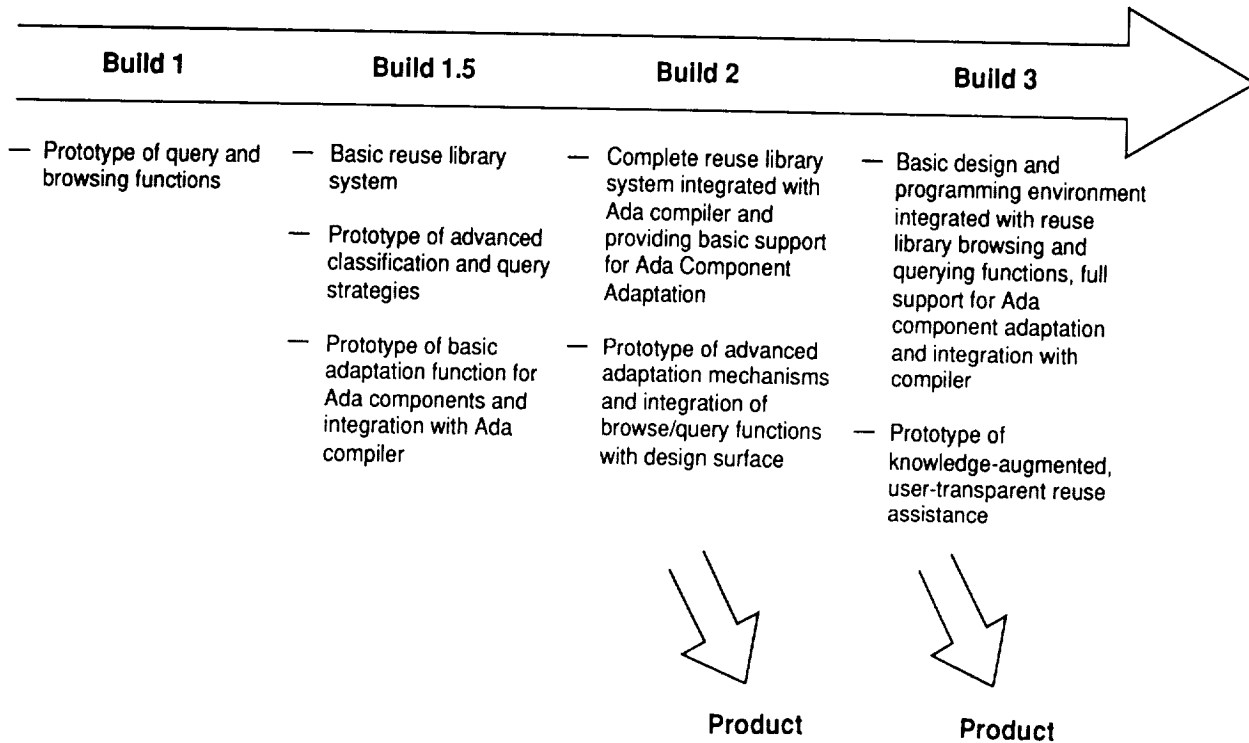 Build 1
Build 1.5
Build 2
Build 3
— Prototype of query and
browsing functions
— Basic reuse library
system
— Prototype of advanced
classification and query
strategies
— Prototype of basic
adaptation function for
Ada components and
integration with Ada
compiler
— Complete reuse library
system integrated with
Ada compiler and
providing basic support
for Ada Component
Adaptation
— Prototype of advanced
adaptation mechanisms
and integration of
browse/query functions
with design surface
— Basic design and
programming environment
integrated with reuse
library browsing and
querying functions, full
support for Ada
component adaptation
and integration with
compiler
— Prototype of
knowledge-augmented,
user-transparent reuse
assistance
Product
Product